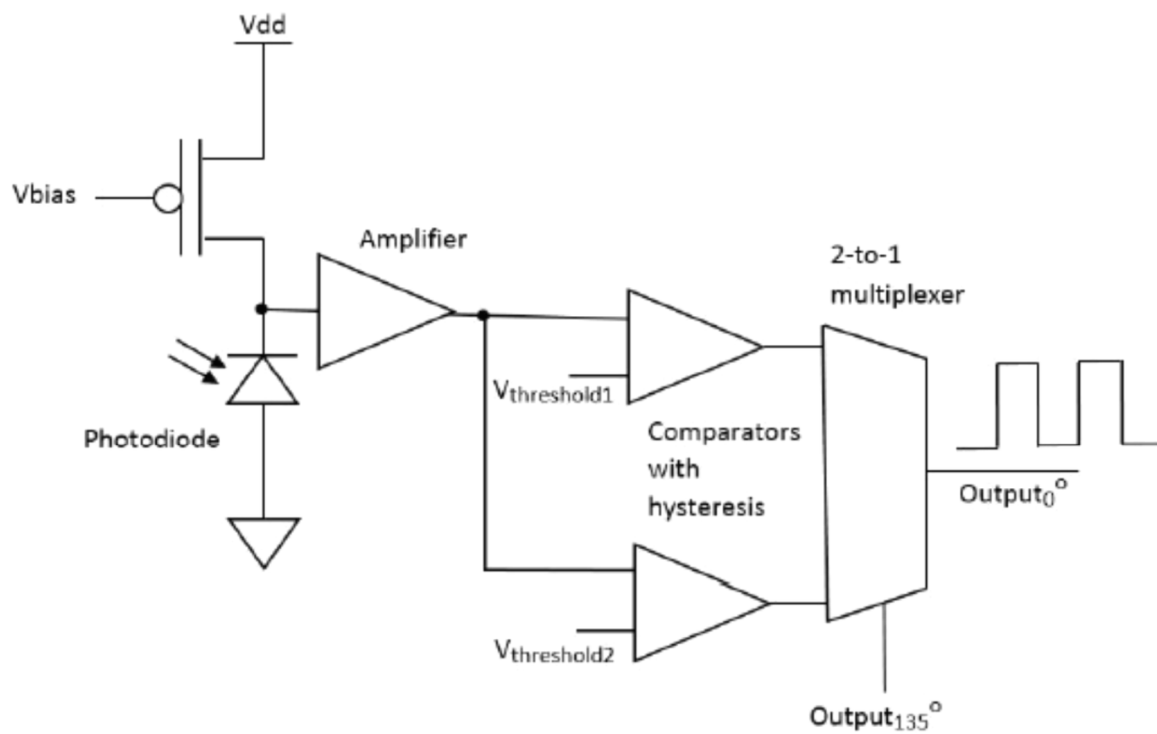 Vdd
Vbias
Amplifier
2-to-1
multiplexer
Vthreshold1
Photodiode
Comparators
with
hysteresis
Output0°
Vthreshold2
Output135°